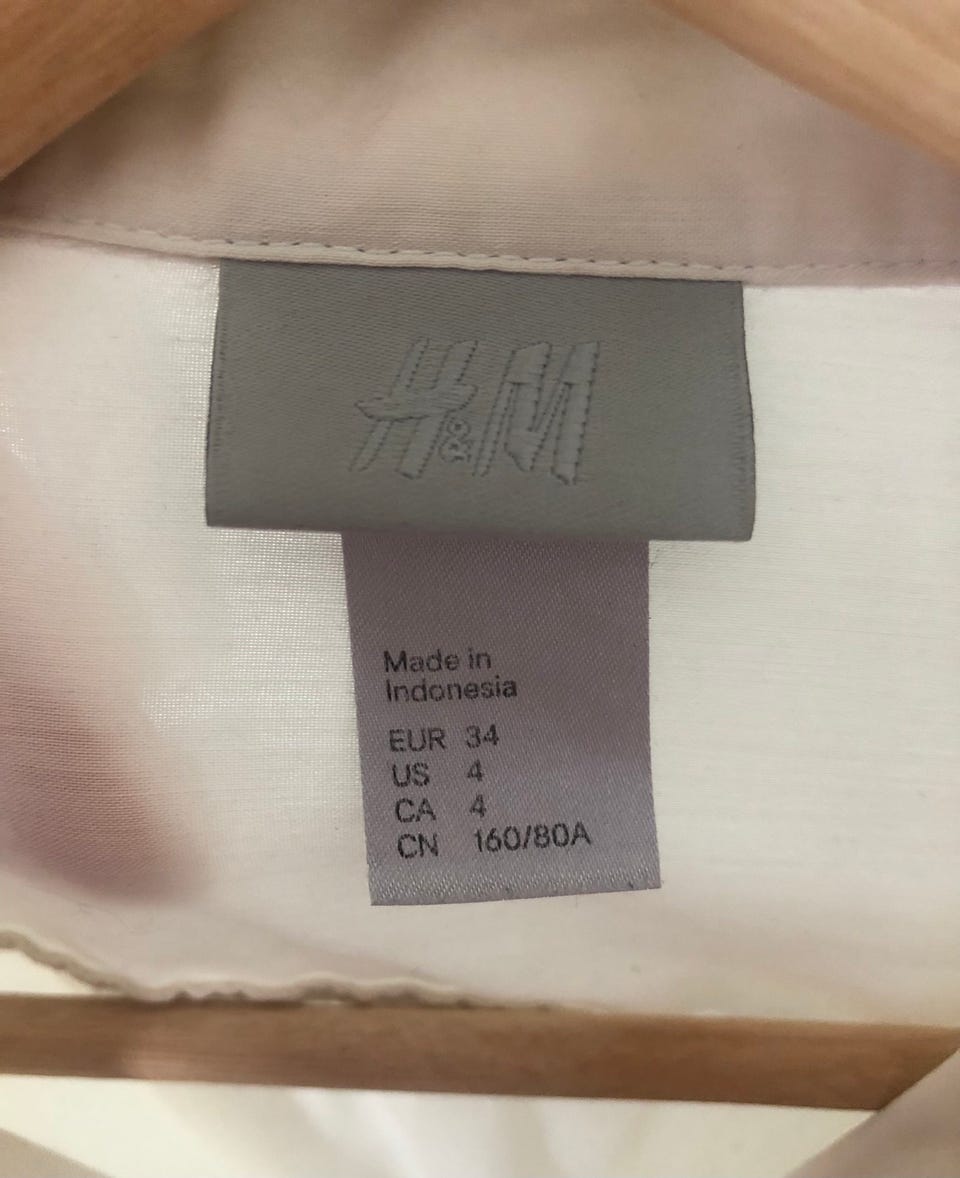 H&M
Made in
Indonesia
EUR 34
US 4
CA 4
CN 160/80A